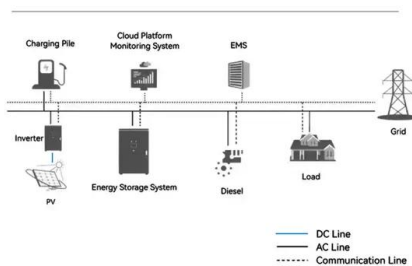 Charging Pile
Cloud Platform
Monitoring System
EMS
Grid
Inverter
PV
Energy Storage System
Diesel
Load
DC Line
AC Line
Communication Line